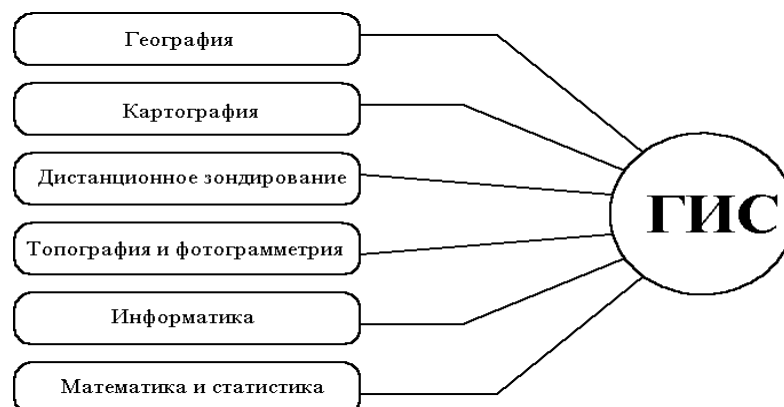 География
Картография
Дистанционное зондирование
Топография и фотограмметрия
Информатика
Математика и статистика
ГИС